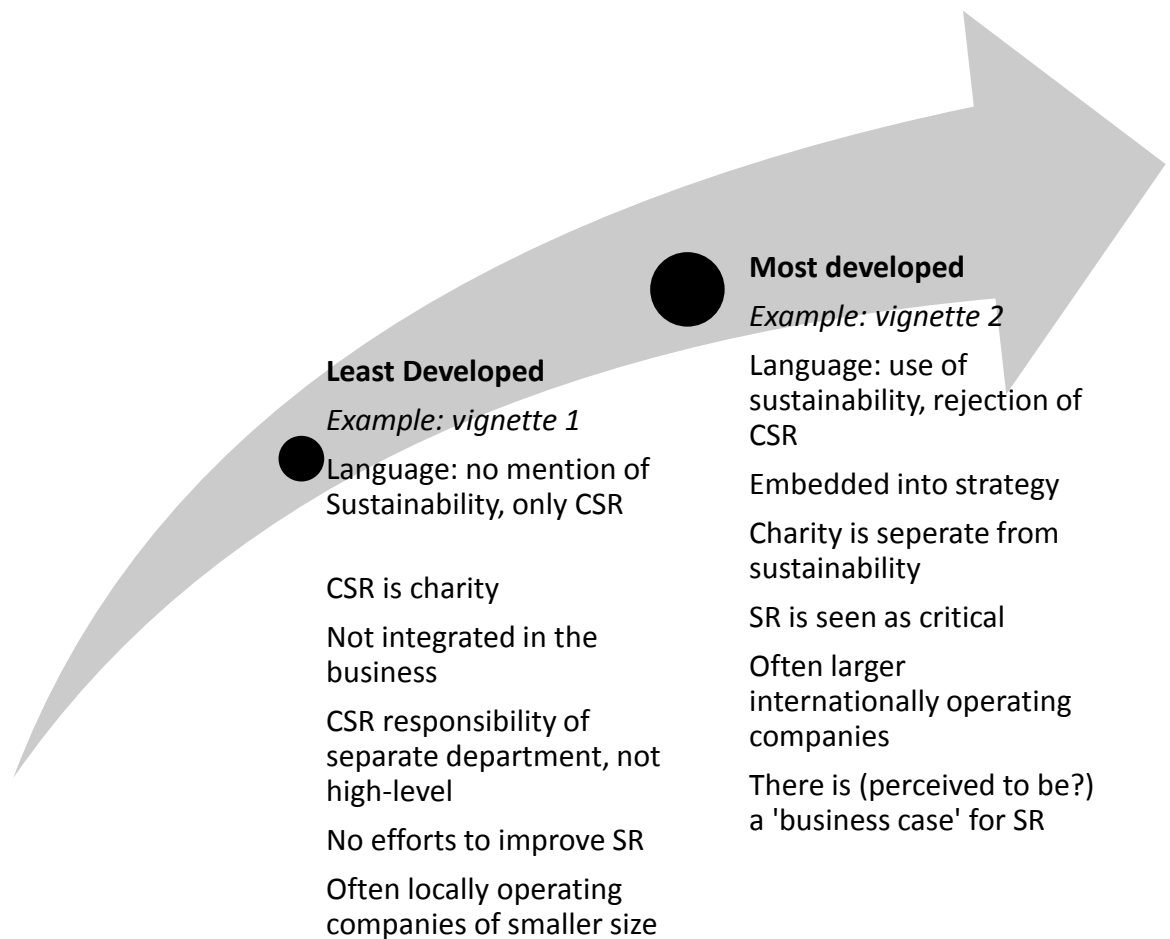 Least Developed
Example: vignette 1
Language: no mention of
Sustainability, only CSR
CSR is charity
Not integrated in the
business
CSR responsibility of
separate department, not
high-level
No efforts to improve SR
Often locally operating
companies of smaller size
Most developed
Example: vignette 2
Language: use of
sustainability, rejection of
CSR
Embedded into strategy
Charity is seperate from
sustainability
SR is seen as critical
Often larger
internationally operating
companies
There is (perceived to be?)
a 'business case' for SR